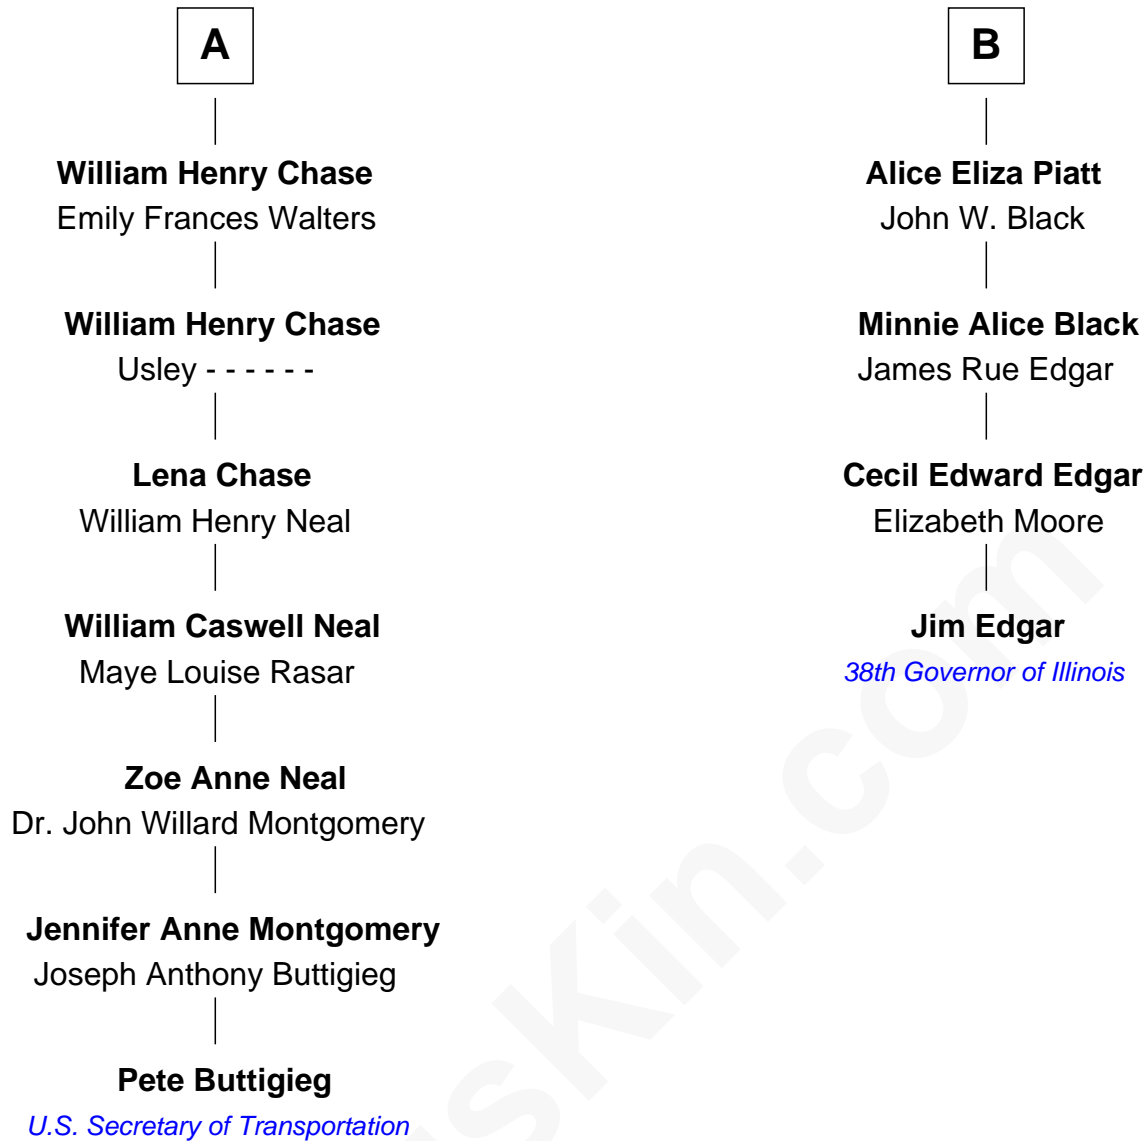 A
William Henry Chase
Emily Frances Walters
William Henry Chase
Usley - - - - - -
Lena Chase
William Henry Neal
William Caswell Neal
Maye Louise Rasar
Zoe Anne Neal
Dr. John Willard Montgomery
Jennifer Anne Montgomery
Joseph Anthony Buttigieg
Pete Buttigieg
U.S. Secretary of Transportation
B
Alice Eliza Piatt
John W. Black
Minnie Alice Black
James Rue Edgar
Cecil Edward Edgar
Elizabeth Moore
Jim Edgar
38th Governor of Illinois
sKin.com